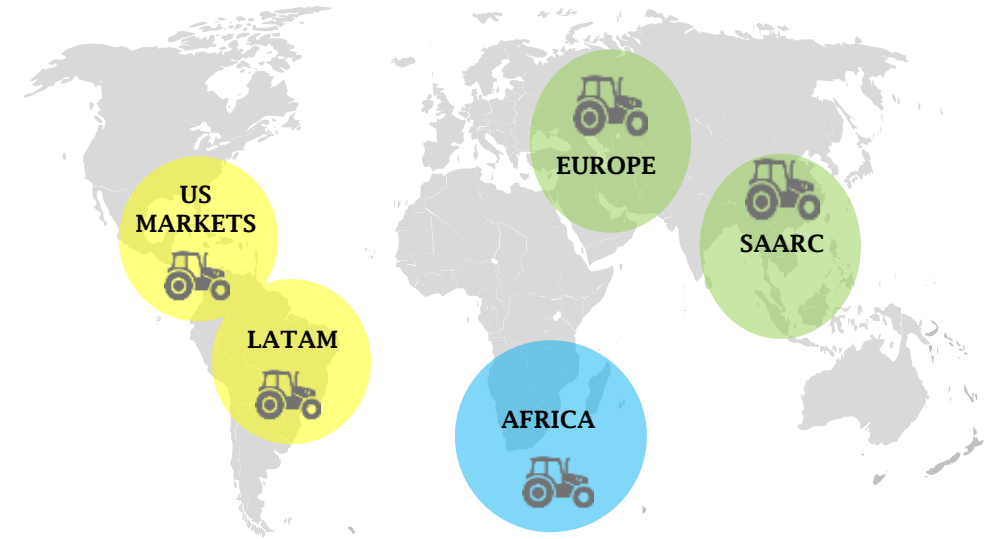 US
MARKETS
LATAM
EUROPE
SAARC
AFRICA